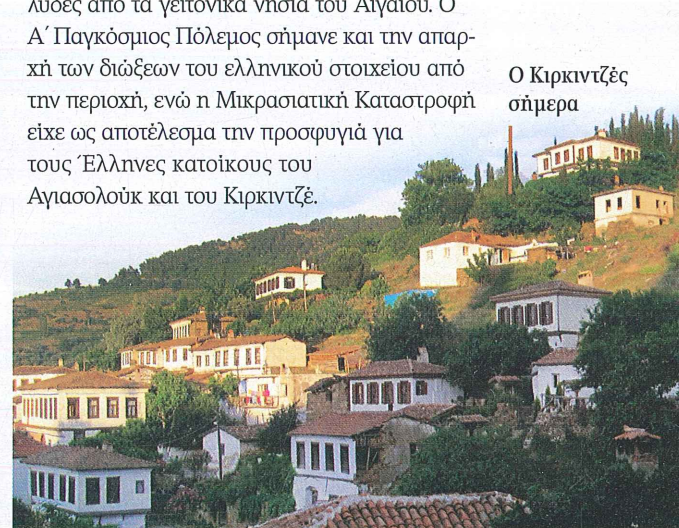 λυδες από τα γειτονικά νησιά του Αιγαίου. Ο
Α΄ Παγκόσμιος Πόλεμος σήμανε και την απαρ-
χή των διώξεων του ελληνικού στοιχείου από
την περιοχή, ενώ η Μικρασιατική Καταστροφή
είχε ως αποτέλεσμα την προσφυγιά για
τους Έλληνες κατοίκους του
Αγιασολούκ και του Κιρκιντζέ.
Ο Κιρκιντζές
σήμερα